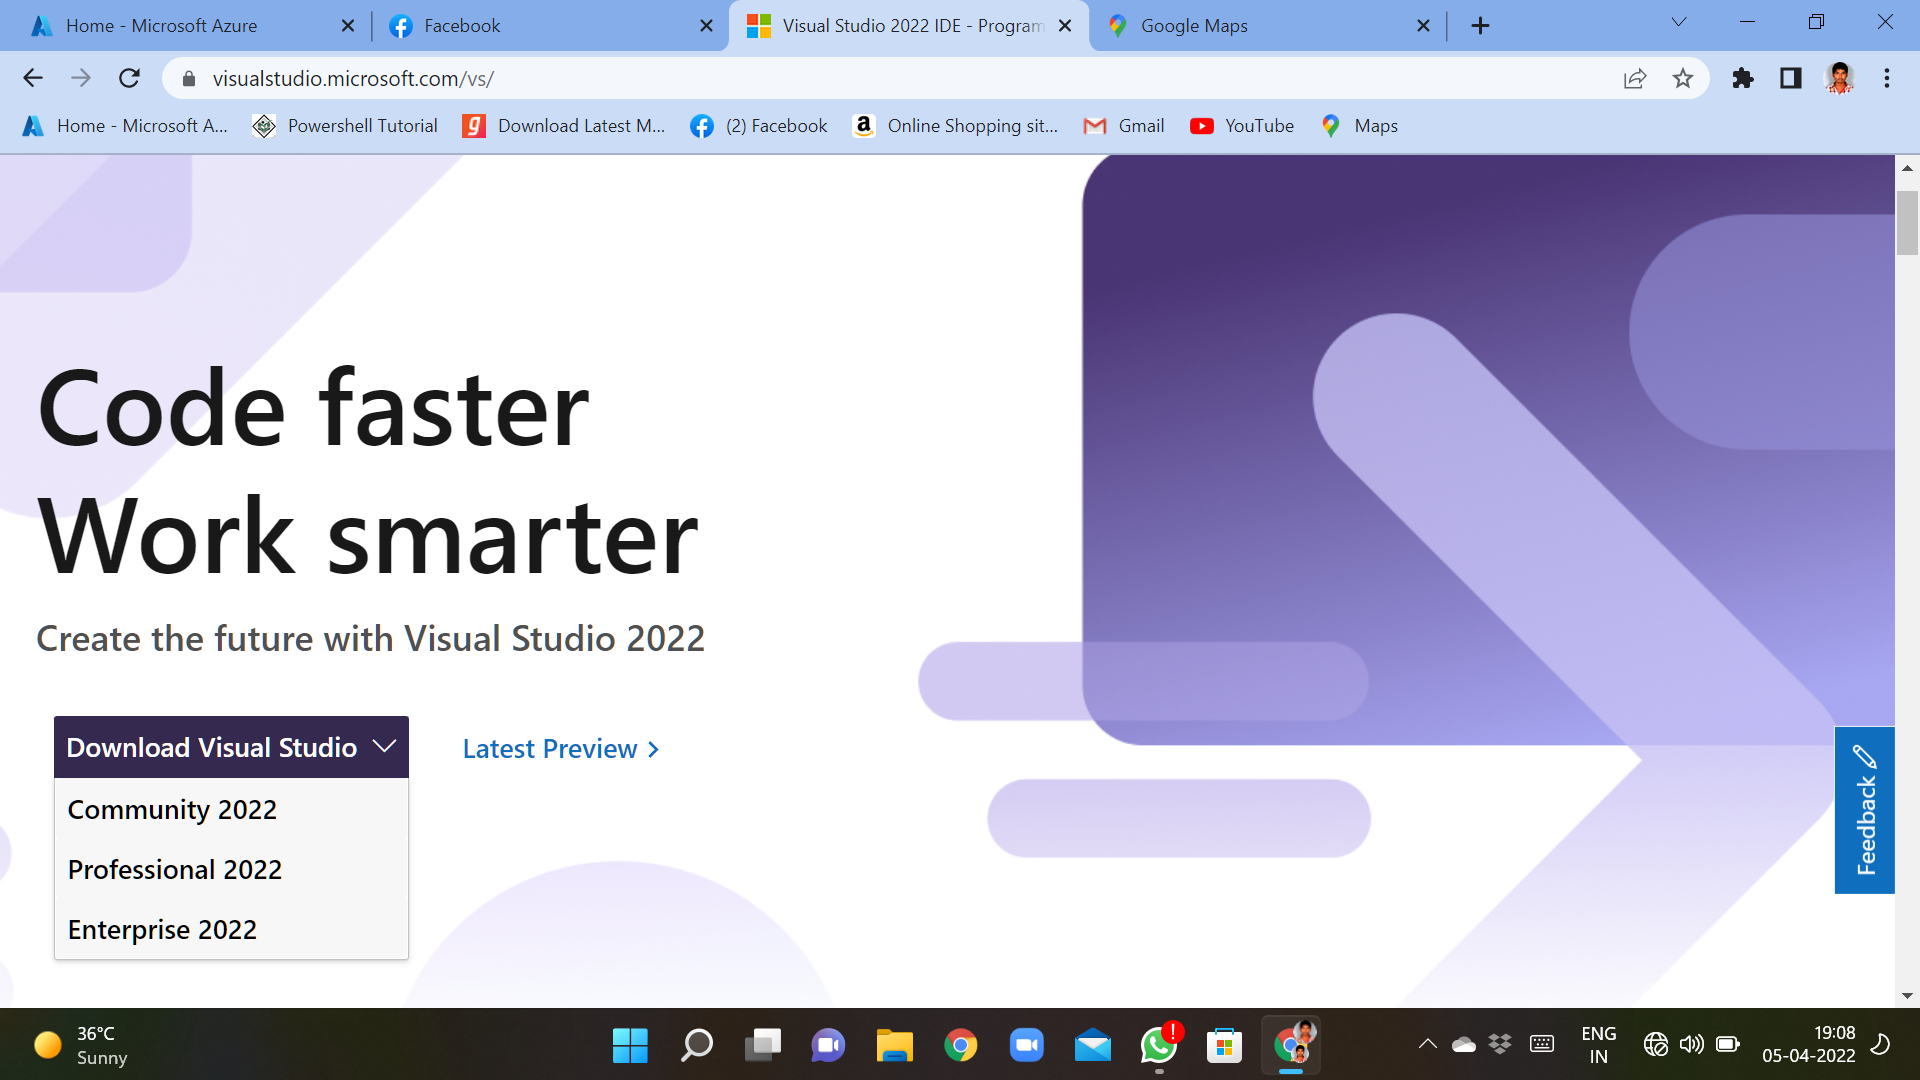 Home - Microsoft Azure
Facebook
Visual Studio 2022 IDE - Program
Google Maps
visualstudio.microsoft.com/vs/
Home - Microsoft A...
Powershell Tutorial
Download Latest M...
(2) Facebook
Online Shopping sit...
Gmail
YouTube
Maps
Code faster
Work smarter
Create the future with Visual Studio 2022
Download Visual Studio
Latest Preview
Community 2022
Professional 2022
Enterprise 2022
Feedback
36°C
Sunny
ENG
IN
19:08
05-04-2022